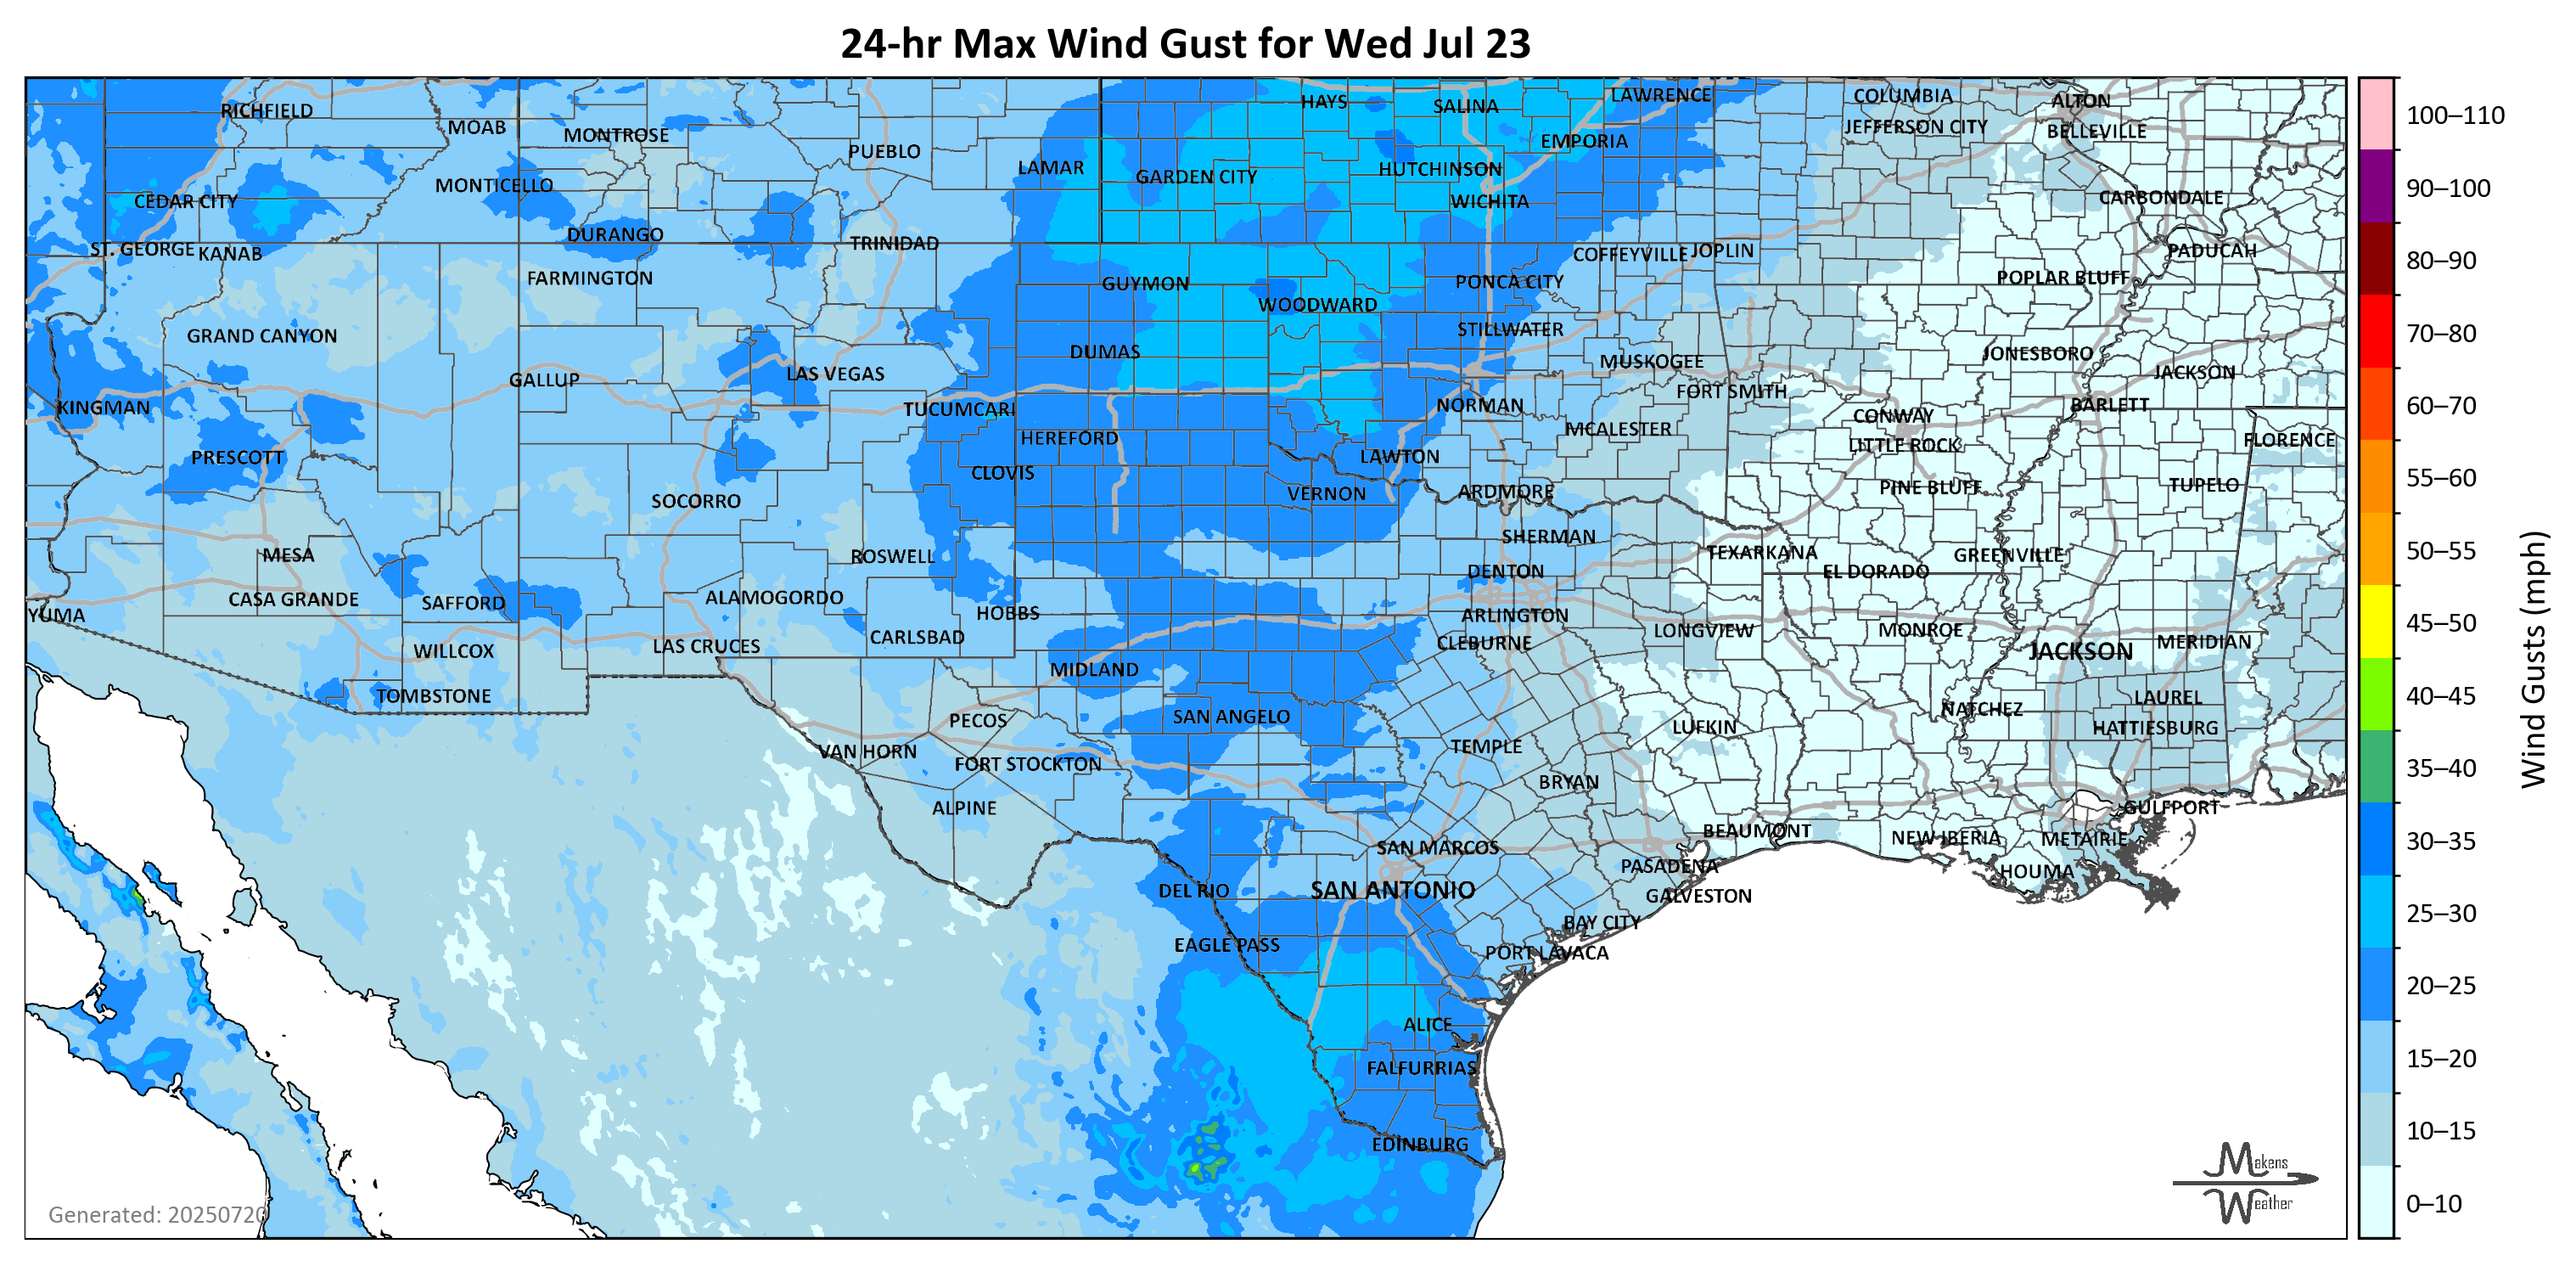 24-hr Max Wind Gust for Wed Jul 23
RICHFIELD
MOAB
MONTROSE
PUEBLO
LAMAR
HAYS
SALINA
LAWRENCE
COLUMBIA
ALTON
JEFFERSON CITY
BELLEVILLE
EMPORIA
HUTCHINSON
GARDEN CITY
MONTICELLO
CEDAR CITY
WICHITA
CARBONDALE
DURANGO
TRINIDAD
ST. GEORGE
KANAB
COFFEYVILLE
JOPLIN
PADUCAH
FARMINGTON
GUYMON
PONCA CITY
POPLAR BLUFF
WOODWARD
GRAND CANYON
STILLWATER
DUMAS
MUSKOGEE
JONESBORO
GALLUP
LAS VEGAS
JACKSON
FORT SMITH
KINGMAN
TUCUMCARI
NORMAN
CONWAY
BARLETT
HEREFORD
MCALESTER
LITTLE ROCK
FLORENCE
PRESCOTT
CLOVIS
LAWTON
SOCORRO
VERNON
ARDMORE
PINE BLUFF
TUPELO
SHERMAN
MESA
ROSWELL
TEXARKANA
GREENVILLE
DENTON
EL DORADO
CASA GRANDE
SAFFORD
ALAMOGORDO
YUMA
HOBBS
ARLINGTON
WILLCOX
LAS CRUCES
CARLSBAD
CLEBURNE
LONGVIEW
MONROE
JACKSON
MERIDIAN
MIDLAND
TOMBSTONE
LAUREL
PECOS
SAN ANGELO
NATCHEZ
LUFKIN
HATTIESBURG
VAN HORN
FORT STOCKTON
TEMPLE
BRYAN
ALPINE
GULFPORT
BEAUMONT
NEW IBERIA
METAIRIE
SAN MARCOS
PASADENA
HOUMA
DEL RIO
SAN ANTONIO
GALVESTON
BAY CITY
EAGLE PASS
PORT LAVACA
ALICE
FALFURRIAS
EDINBURG
Generated: 20250720
Makens
Weather
100–110
90–100
80–90
70–80
60–70
55–60
50–55
45–50
40–45
35–40
30–35
25–30
20–25
15–20
10–15
0–10
Wind Gusts (mph)